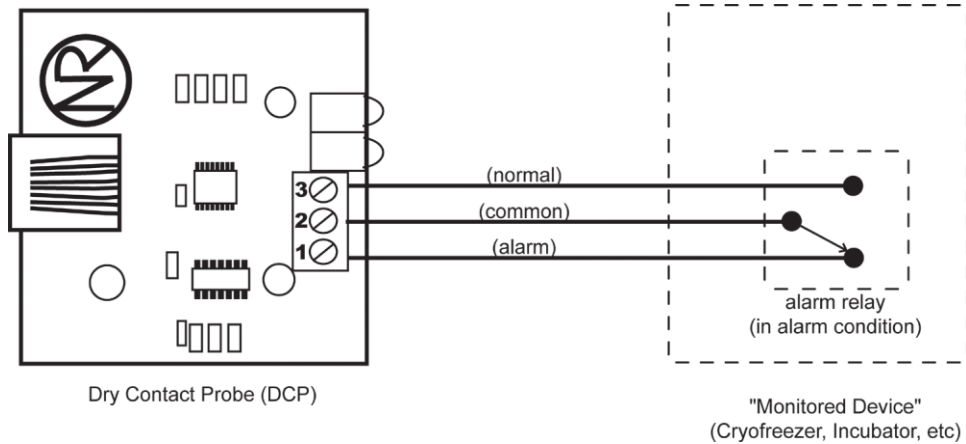 NR
3
(normal)
2
(common)
1
(alarm)
alarm relay
(in alarm condition)
Dry Contact Probe (DCP)
"Monitored Device"
(Cryofreezer, Incubator, etc)